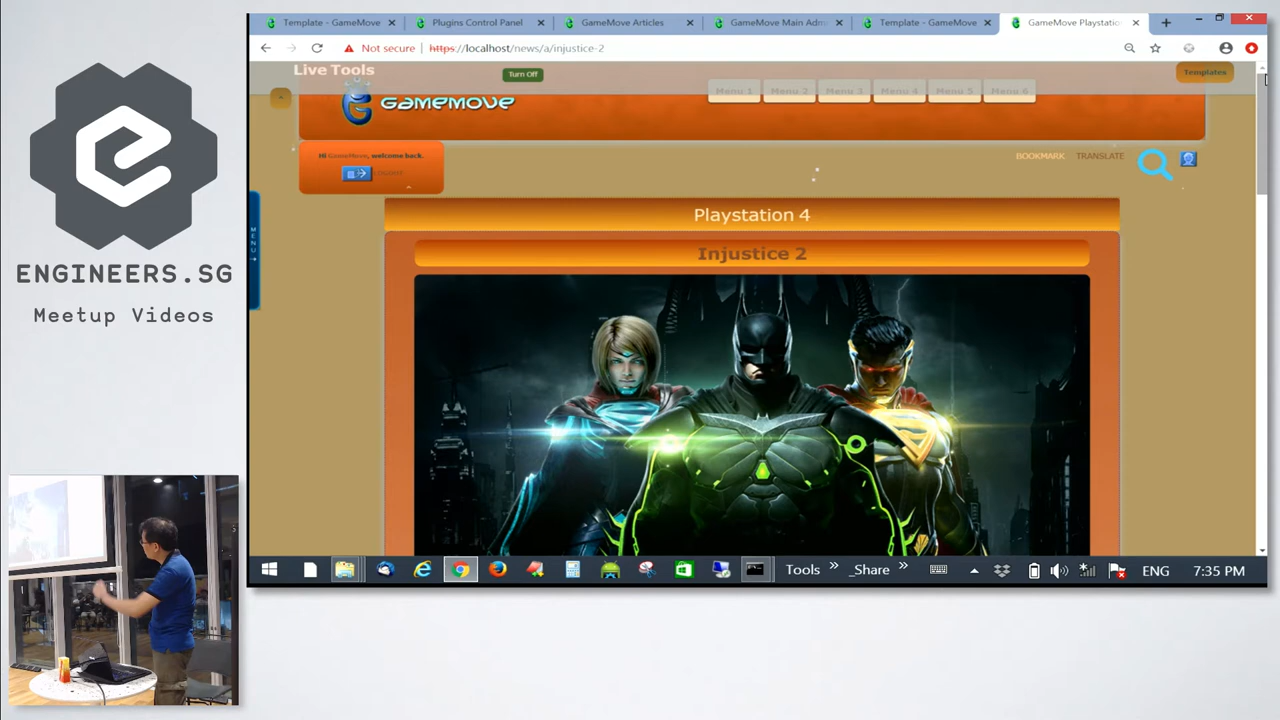 Template - GameMove
Plugins Control Panel
GameMove Articles
GameMove Main Adm
Template - GameMove
GameMove Playstatio
Not secure
https://localhost/news/a/injustice-2
Live Tools
Turn Off
Menu 1
Menu 2
Menu 3
Menu 4
Menu 5
Menu 6
Templates
GAMEMOVE
Hi GameMove, welcome back.
BOOKMARK
TRANSLATE
MENU
Playstation 4
Injustice 2
ENGINEERS.SG
Meetup Videos
Tools
_Share
ENG
7:35 PM